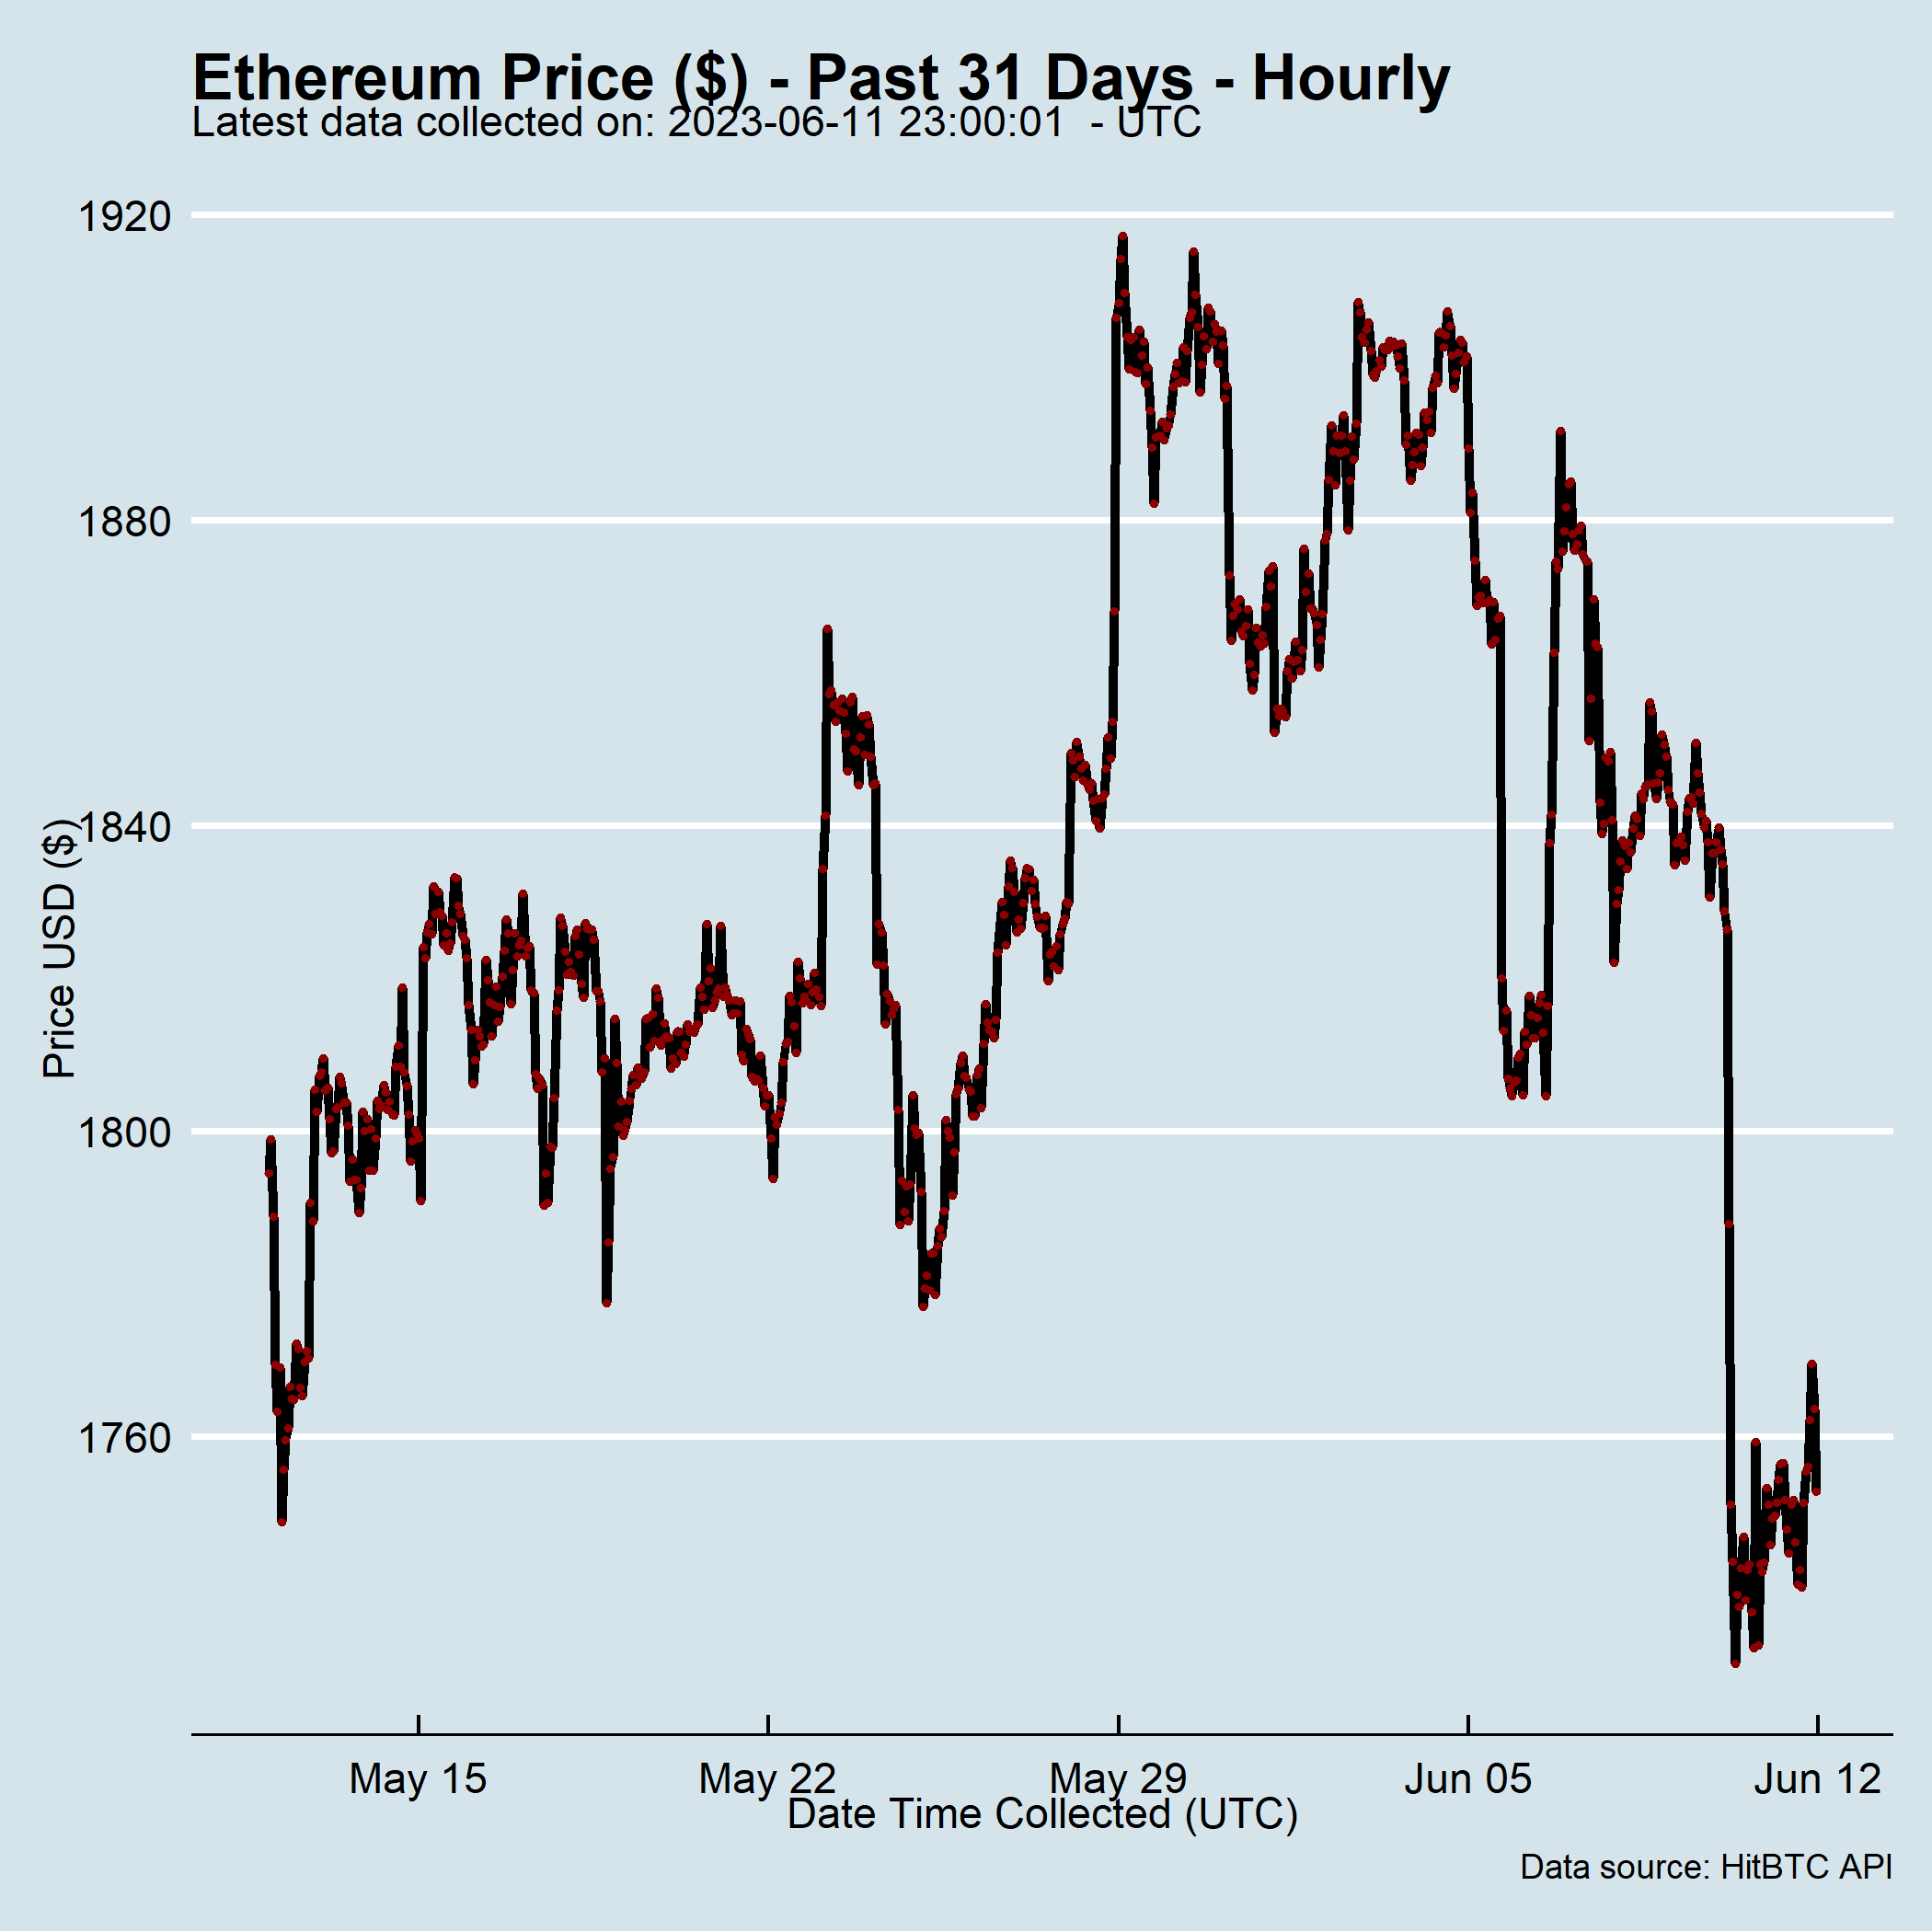 Ethereum Price ($) - Past 31 Days - Hourly
Latest data collected on: 2023-06-11 23:00:01  - UTC
1920
1880
1840
1800
1760
Price USD ($)
May 15
May 22
May 29
Jun 05
Jun 12
Date Time Collected (UTC)
Data source: HitBTC API